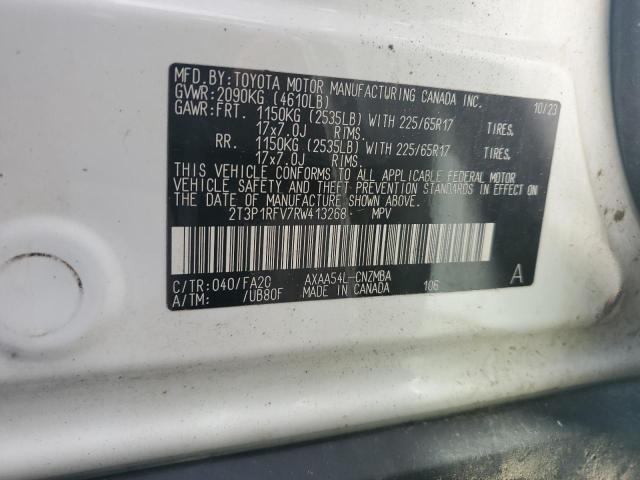 MFD.BY:TOYOTA MOTOR MANUFACTURING CANADA INC.
GVWR:2090KG (4610LB) 10/23
GAWR:FRT. 1150KG (2535LB) WITH 225/65R17 TIRES.
17x7.0J RIMS.
RR. 1150KG (2535LB) WITH 225/65R17 TIRES.
17x7.0J RIMS.
THIS VEHICLE CONFORMS TO ALL APPLICABLE FEDERAL MOTOR
VEHICLE SAFETY AND THEFT PREVENTION STANDARDS IN EFFECT ON
THE DATE OF MANUFACTURE SHOWN ABOVE.
2T3P1RFV7RW413268 MPV
C/TR:040/FA20 AXAA54L-CNZMBA A
A/TM: /UB80F MADE IN CANADA 106